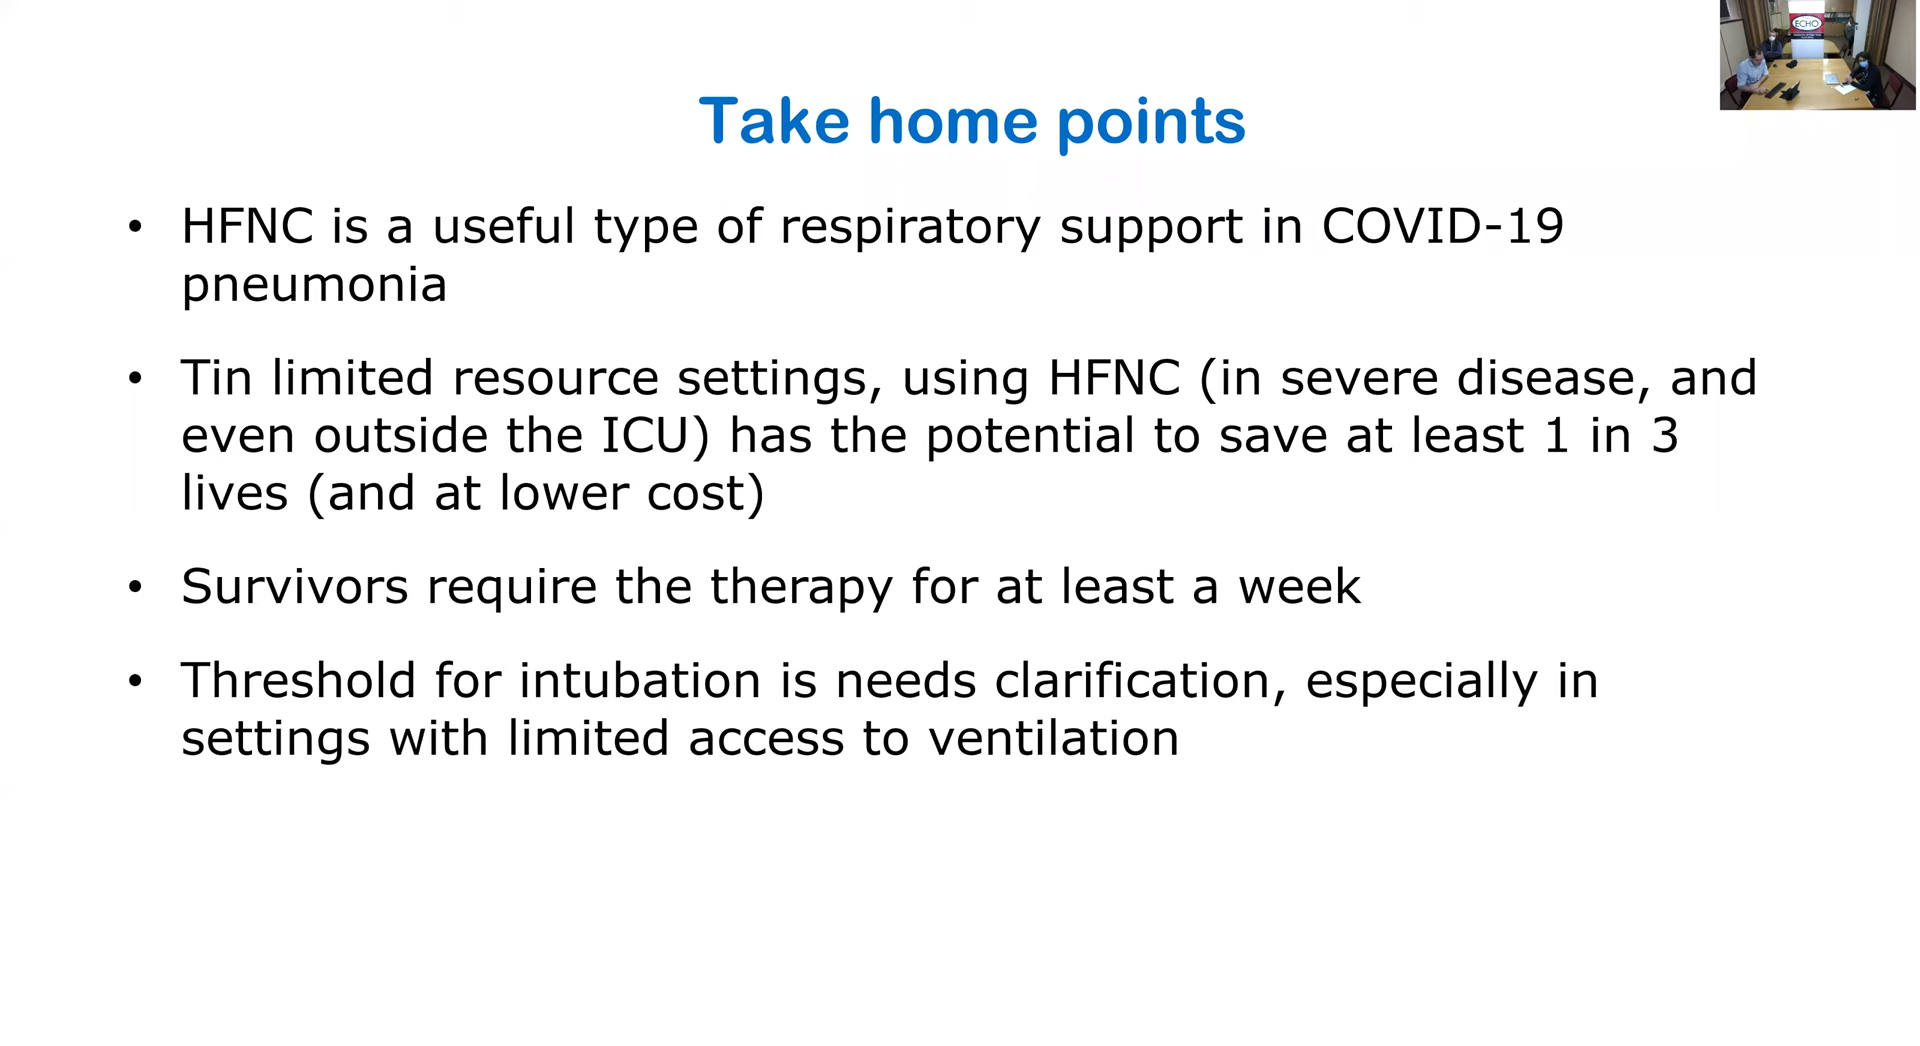 ECHO
Take home points
• HFNC is a useful type of respiratory support in COVID-19
pneumonia
• Tin limited resource settings, using HFNC (in severe disease, and
even outside the ICU) has the potential to save at least 1 in 3
lives (and at lower cost)
• Survivors require the therapy for at least a week
• Threshold for intubation is needs clarification, especially in
settings with limited access to ventilation